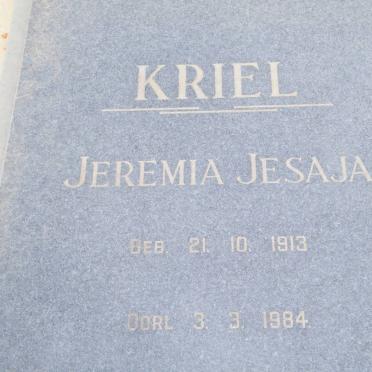 KRIEL
JEREMIA JESAJA
GEB. 21. 10. 1913
OORL. 3. 3. 1984.